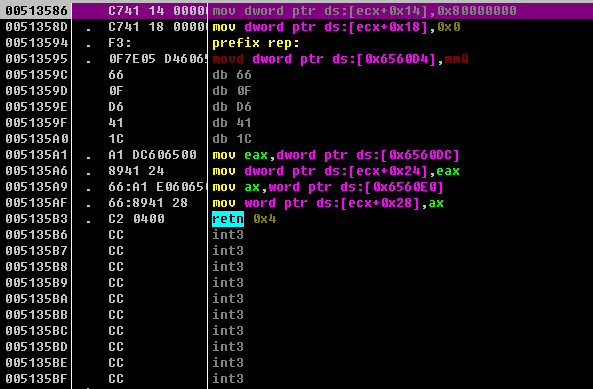 00513586 C741 14 00000 mov dword ptr ds:[ecx+0x14],0x80000000
0051358D . C741 18 00000 mov dword ptr ds:[ecx+0x18],0x0
00513594 . F3: prefix rep:
00513595 . 0F7E05 D46065 movd dword ptr ds:[0x6560D4],mm0
0051359C 66 db 66
0051359D 0F db 0F
0051359E D6 db D6
0051359F 41 db 41
005135A0 1C db 1C
005135A1 . A1 DC606500 mov eax,dword ptr ds:[0x6560DC]
005135A6 . 8941 24 mov dword ptr ds:[ecx+0x24],eax
005135A9 . 66:A1 E060650 mov ax,word ptr ds:[0x6560E0]
005135AF . 66:8941 28 mov word ptr ds:[ecx+0x28],ax
005135B3 . C2 0400 retn 0x4
005135B6 CC int3
005135B7 CC int3
005135B8 CC int3
005135B9 CC int3
005135BA CC int3
005135BB CC int3
005135BC CC int3
005135BD CC int3
005135BE CC int3
005135BF CC int3